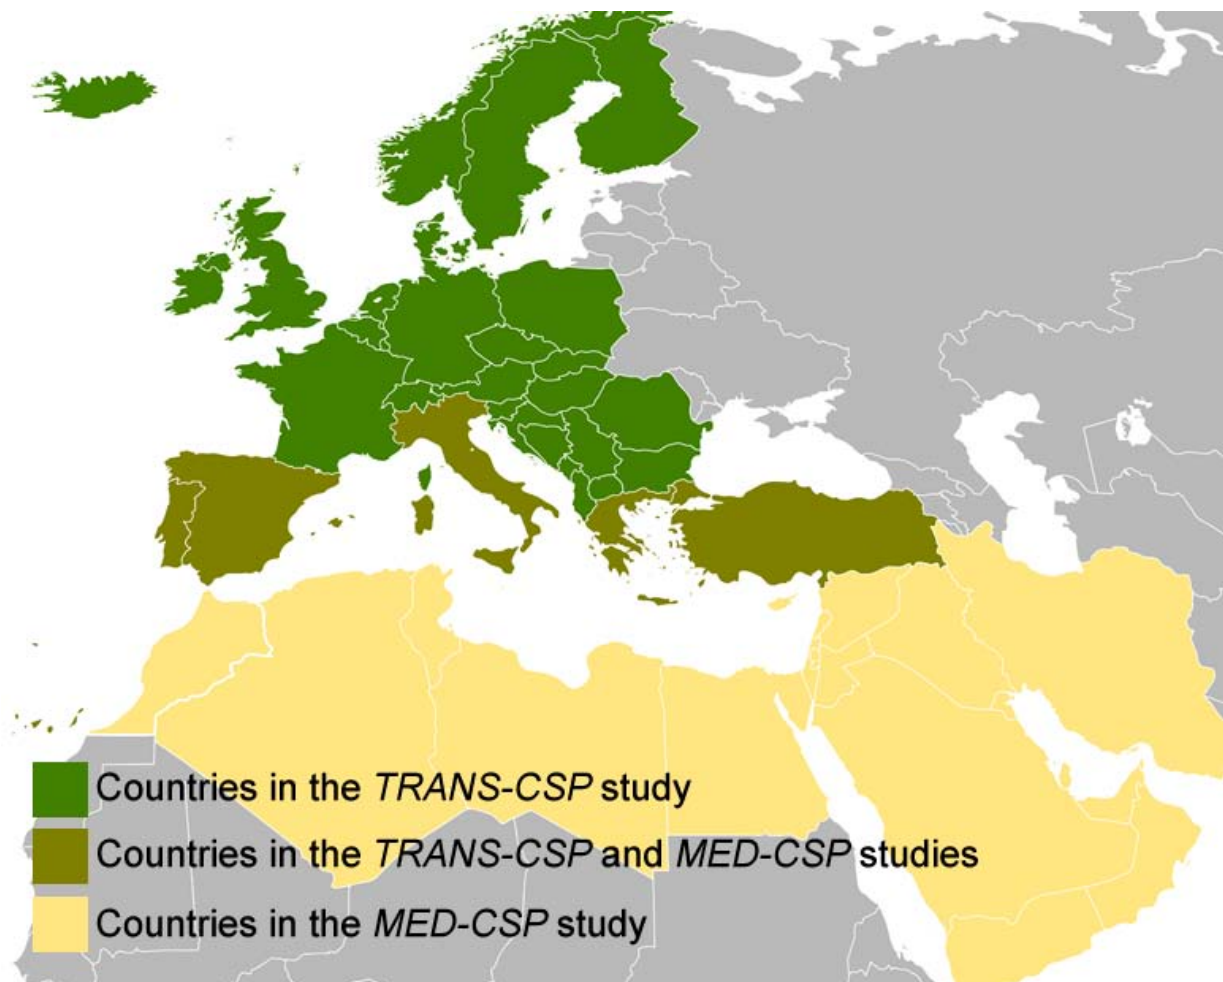 Countries in the TRANS-CSP study
Countries in the TRANS-CSP and MED-CSP studies
Countries in the MED-CSP study